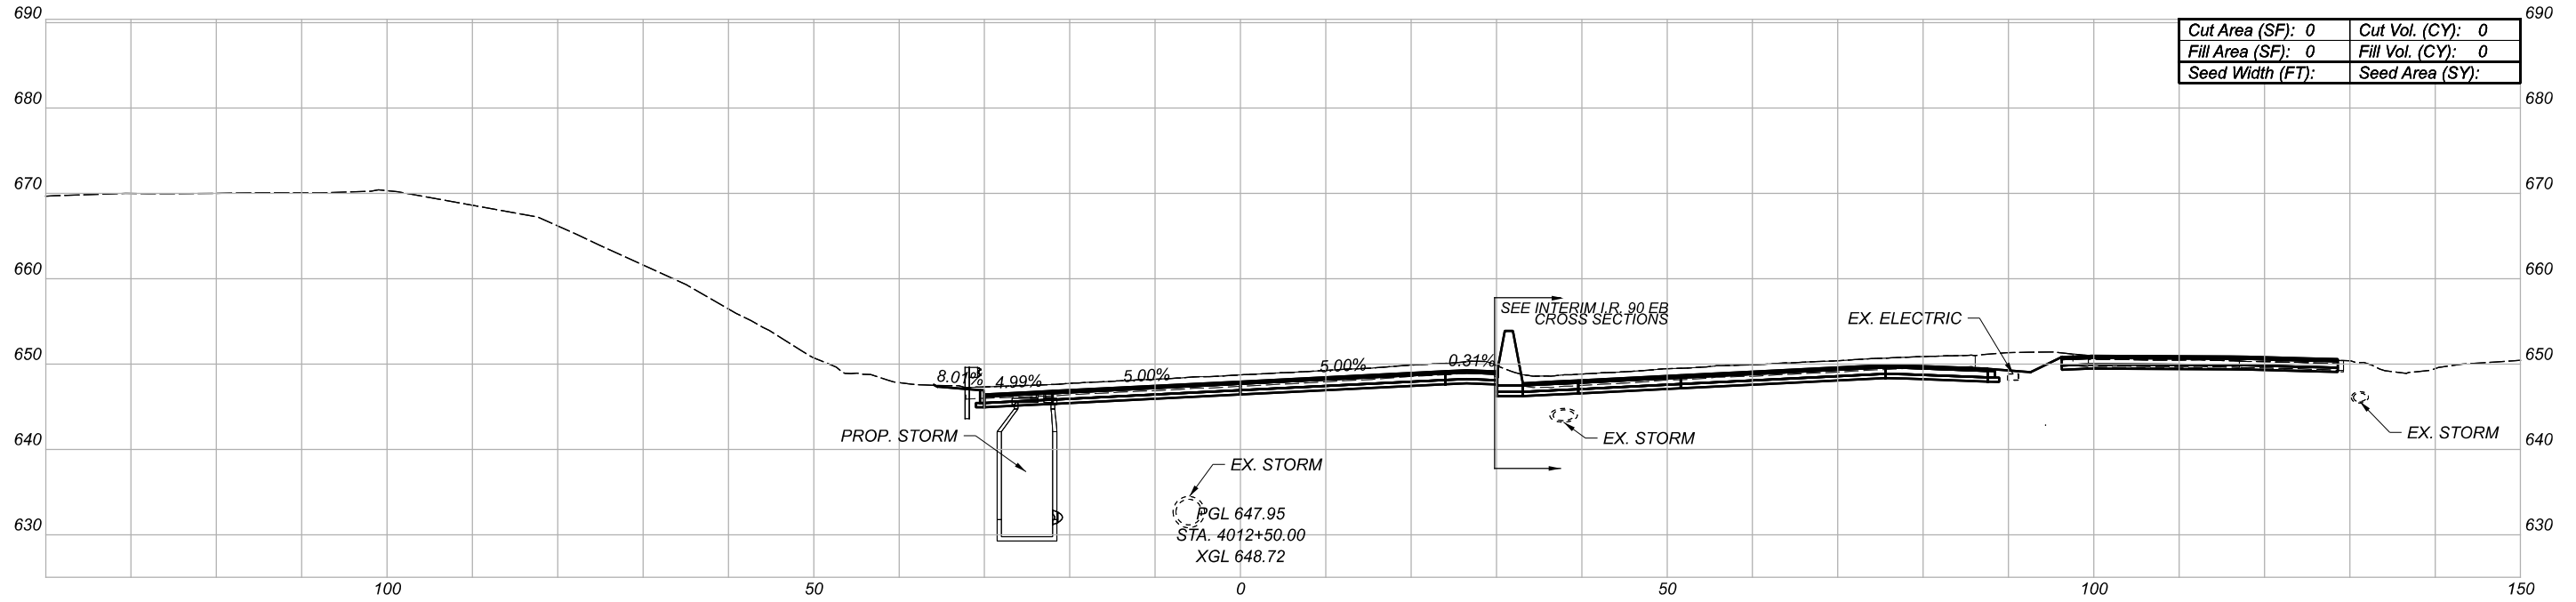 690
690
Cut Area (SF): 0 Cut Vol. (CY): 0
Fill Area (SF): 0 Fill Vol. (CY): 0
Seed Width (FT): Seed Area (SY):
680
680
670
670
660
660
SEE INTERIM I.R. 90 EB
CROSS SECTIONS
EX. ELECTRIC
650
650
8.01%
4.99%
5.00%
5.00%
0.31%
640
640
PROP. STORM
EX. STORM
EX. STORM
EX. STORM
630
630
PGL 647.95
STA. 4012+50.00
XGL 648.72
100
50
0
50
100
150